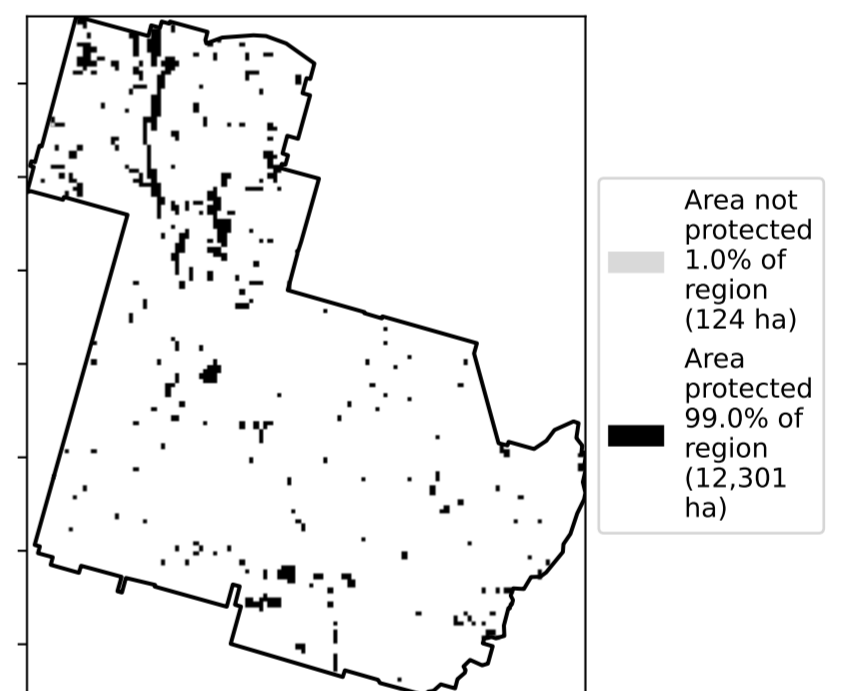 Area not
protected
1.0% of
region
(124 ha)
Area
protected
99.0% of
region
(12,301
ha)